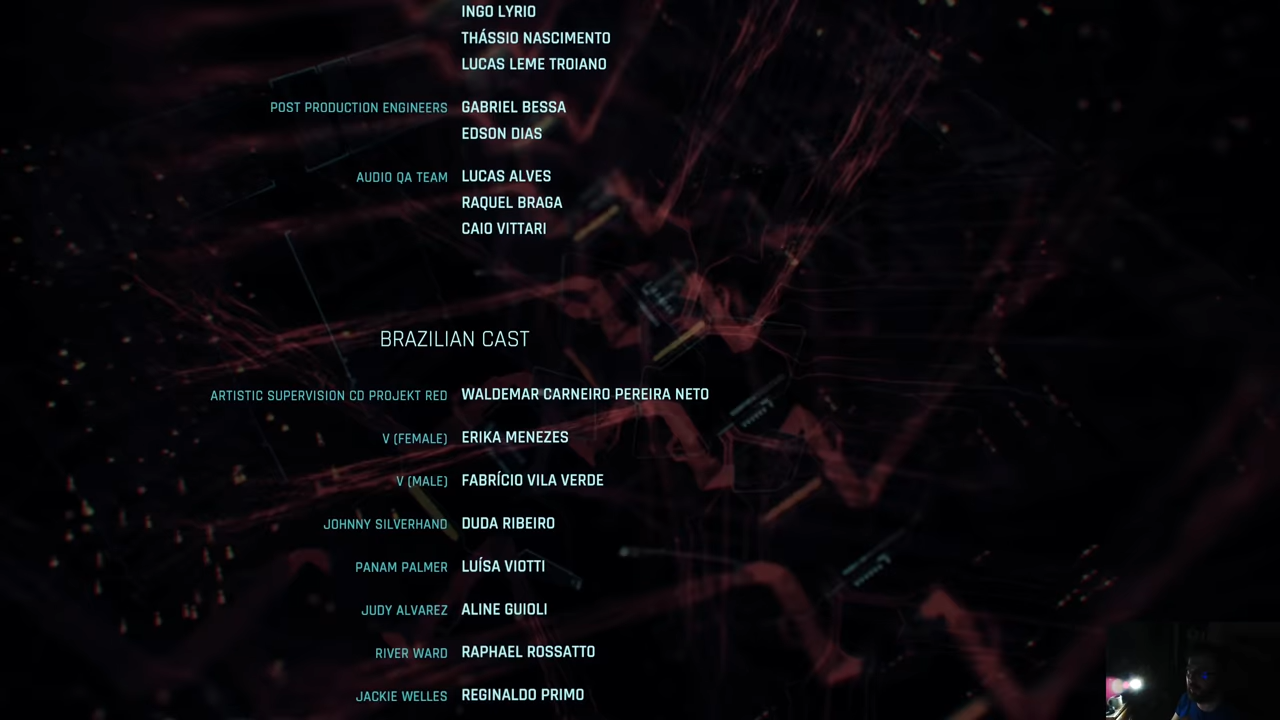 INGO LYRIO
THÁSSIO NASCIMENTO
LUCAS LEME TROIANO
POST PRODUCTION ENGINEERS GABRIEL BESSA
EDSON DIAS
AUDIO QA TEAM LUCAS ALVES
RAQUEL BRAGA
CAIO VITTARI
BRAZILIAN CAST
ARTISTIC SUPERVISION CD PROJEKT RED WALDEMAR CARNEIRO PEREIRA NETO
V (FEMALE) ERIKA MENEZES
V (MALE) FABRÍCIO VILA VERDE
JOHNNY SILVERHAND DUDA RIBEIRO
PANAM PALMER LUÍSA VIOTTI
JUDY ALVAREZ ALINE GUIOLI
RIVER WARD RAPHAEL ROSSATTO
JACKIE WELLES REGINALDO PRIMO